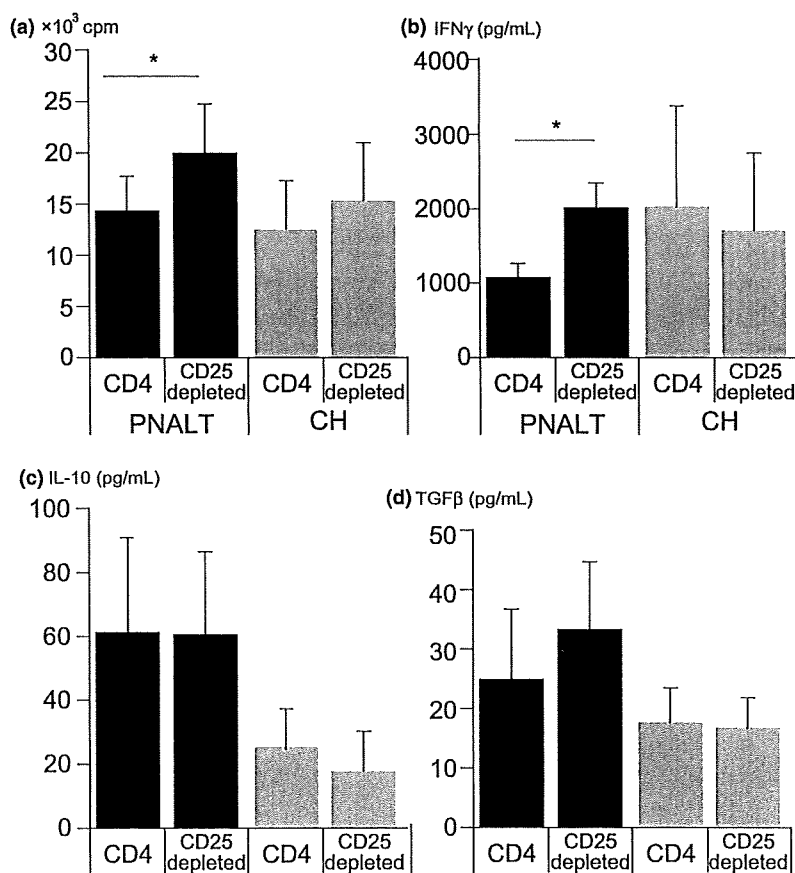 (a) ×10³ cpm
30
25
20
15
10
5
0
*
CD4
CD25 depleted
CD4
CD25 depleted
PNALT
CH
(b) IFNγ (pg/mL)
4000
3000
2000
1000
0
*
CD4
CD25 depleted
CD4
CD25 depleted
PNALT
CH
(c) IL-10 (pg/mL)
100
80
60
40
20
0
CD4
CD25 depleted
CD4
CD25 depleted
(d) TGFβ (pg/mL)
50
40
30
20
10
0
CD4
CD25 depleted
CD4
CD25 depleted